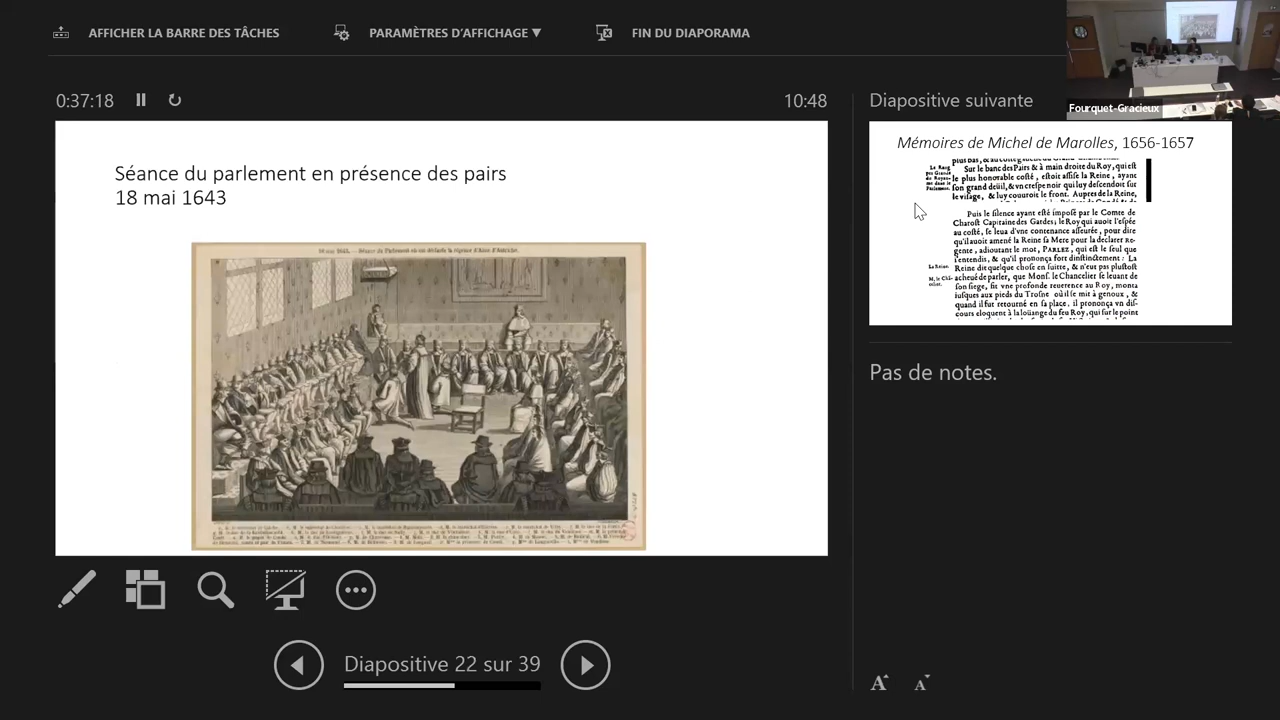 AFFICHER LA BARRE DES TÂCHES
PARAMÈTRES D'AFFICHAGE ▼
FIN DU DIAPORAMA
Fourquet-Gracieux
0:37:18
10:48
Diapositive suivante
Séance du parlement en présence des pairs
18 mai 1643
Mémoires de Michel de Marolles, 1656-1657
Sur le banc des Pairs & à main droite du Roy, qui est
le plus honorable costé, estoit assise la Reine, ayant
son grand deüil, & vn crespe noir qui luy descendoit sur
le visage, & luy couuroit le front. Aupres de la Reine,
Puis le silence ayant esté imposé par le Comte de
Charost Capitaine des Gardes; le Roy qui auoit l'espée
au costé, se leua d'vne contenance asseurée, pour dire
qu'il auoit amené la Reine sa Mere pour la declarer Re-
gente, adioutant le mot, PARLEZ, qui est le seul que
i'entendis, & qu'il prononça fort distinctement: La
Reine dit quelque chose en suitte, & n'eut pas plustost
acheué de parler, que Mons. le Chancelier se leuant de
son siege, fit vne profonde reuerence au Roy, monta
iusques aux pieds du Trosne où il se mit à genoux, &
quand il fut retourné en sa place, il prononça vn dis-
cours eloquent à la loüange du feu Roy, qui sur le point
La Reine.
M. le Chã-
celier.
Pas de notes.
Diapositive 22 sur 39